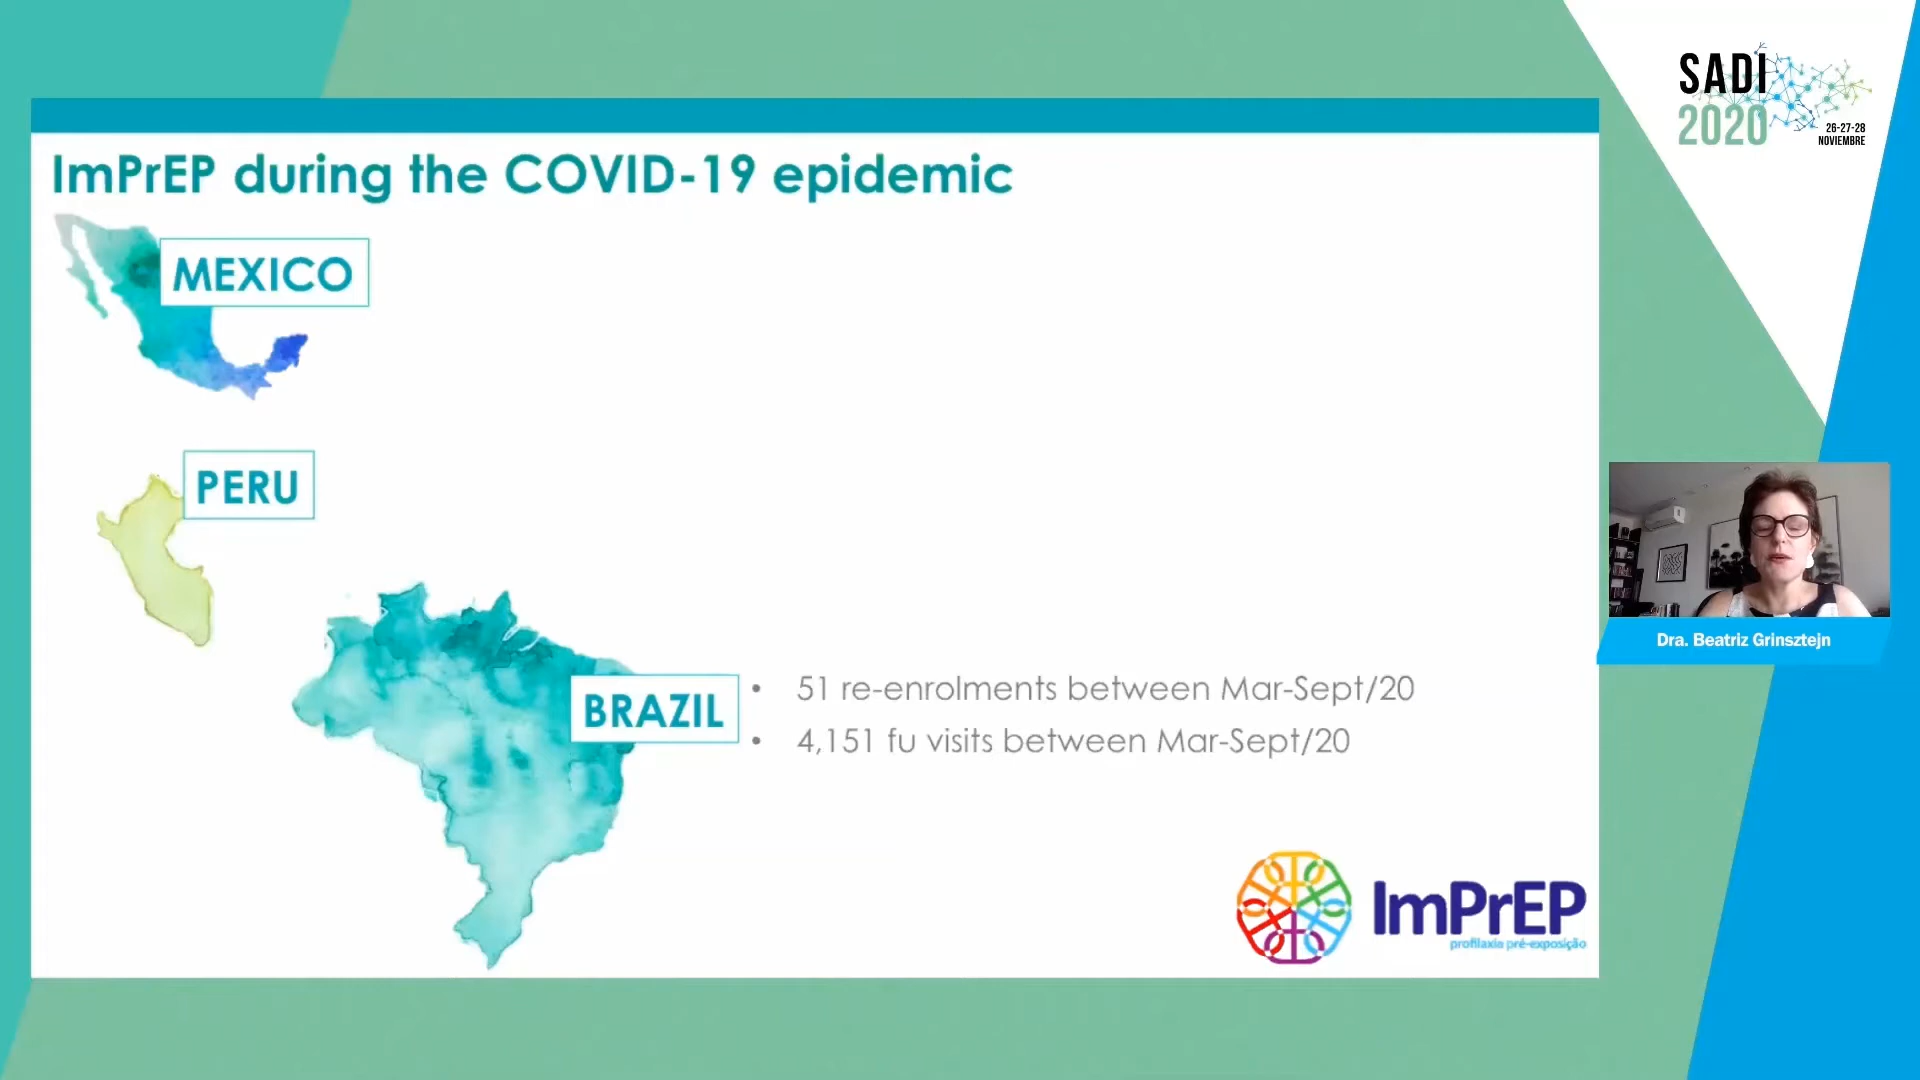 SADI
2020
26-27-28
NOVIEMBRE
ImPrEP during the COVID-19 epidemic
MEXICO
PERU
BRAZIL
• 51 re-enrolments between Mar-Sept/20
• 4,151 fu visits between Mar-Sept/20
Dra. Beatriz Grinsztejn
ImPrEP
profilaxia pré-exposição